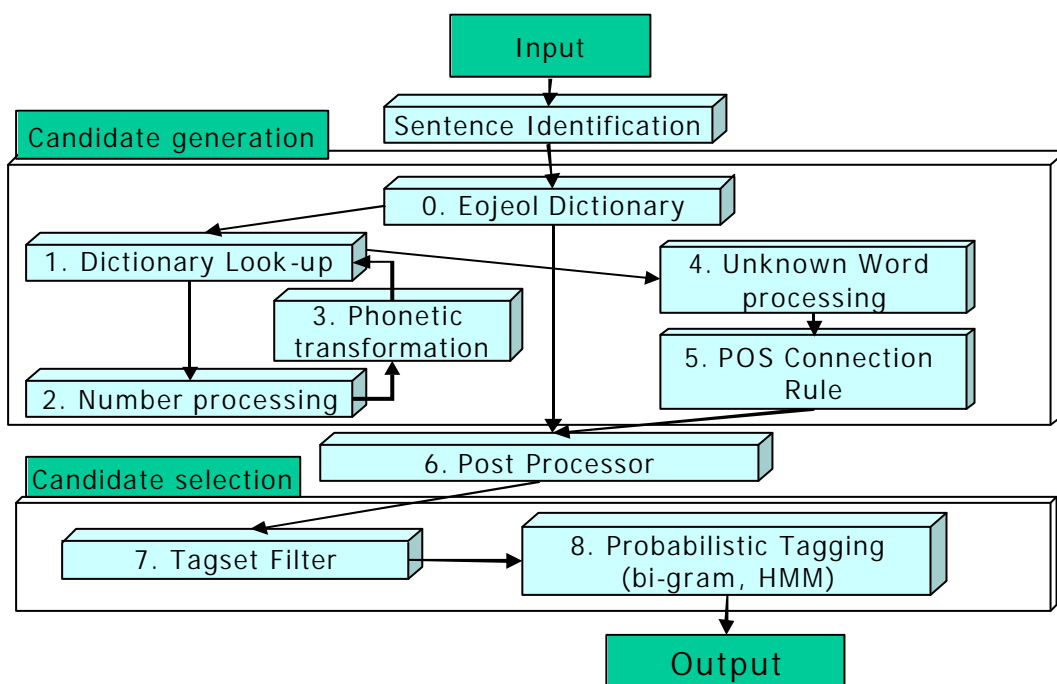 Input
Sentence Identification
Candidate generation
0. Eojeol Dictionary
1. Dictionary Look-up
4. Unknown Word
processing
3. Phonetic
transformation
5. POS Connection
Rule
2. Number processing
6. Post Processor
Candidate selection
7. Tagset Filter
8. Probabilistic Tagging
(bi-gram, HMM)
Output